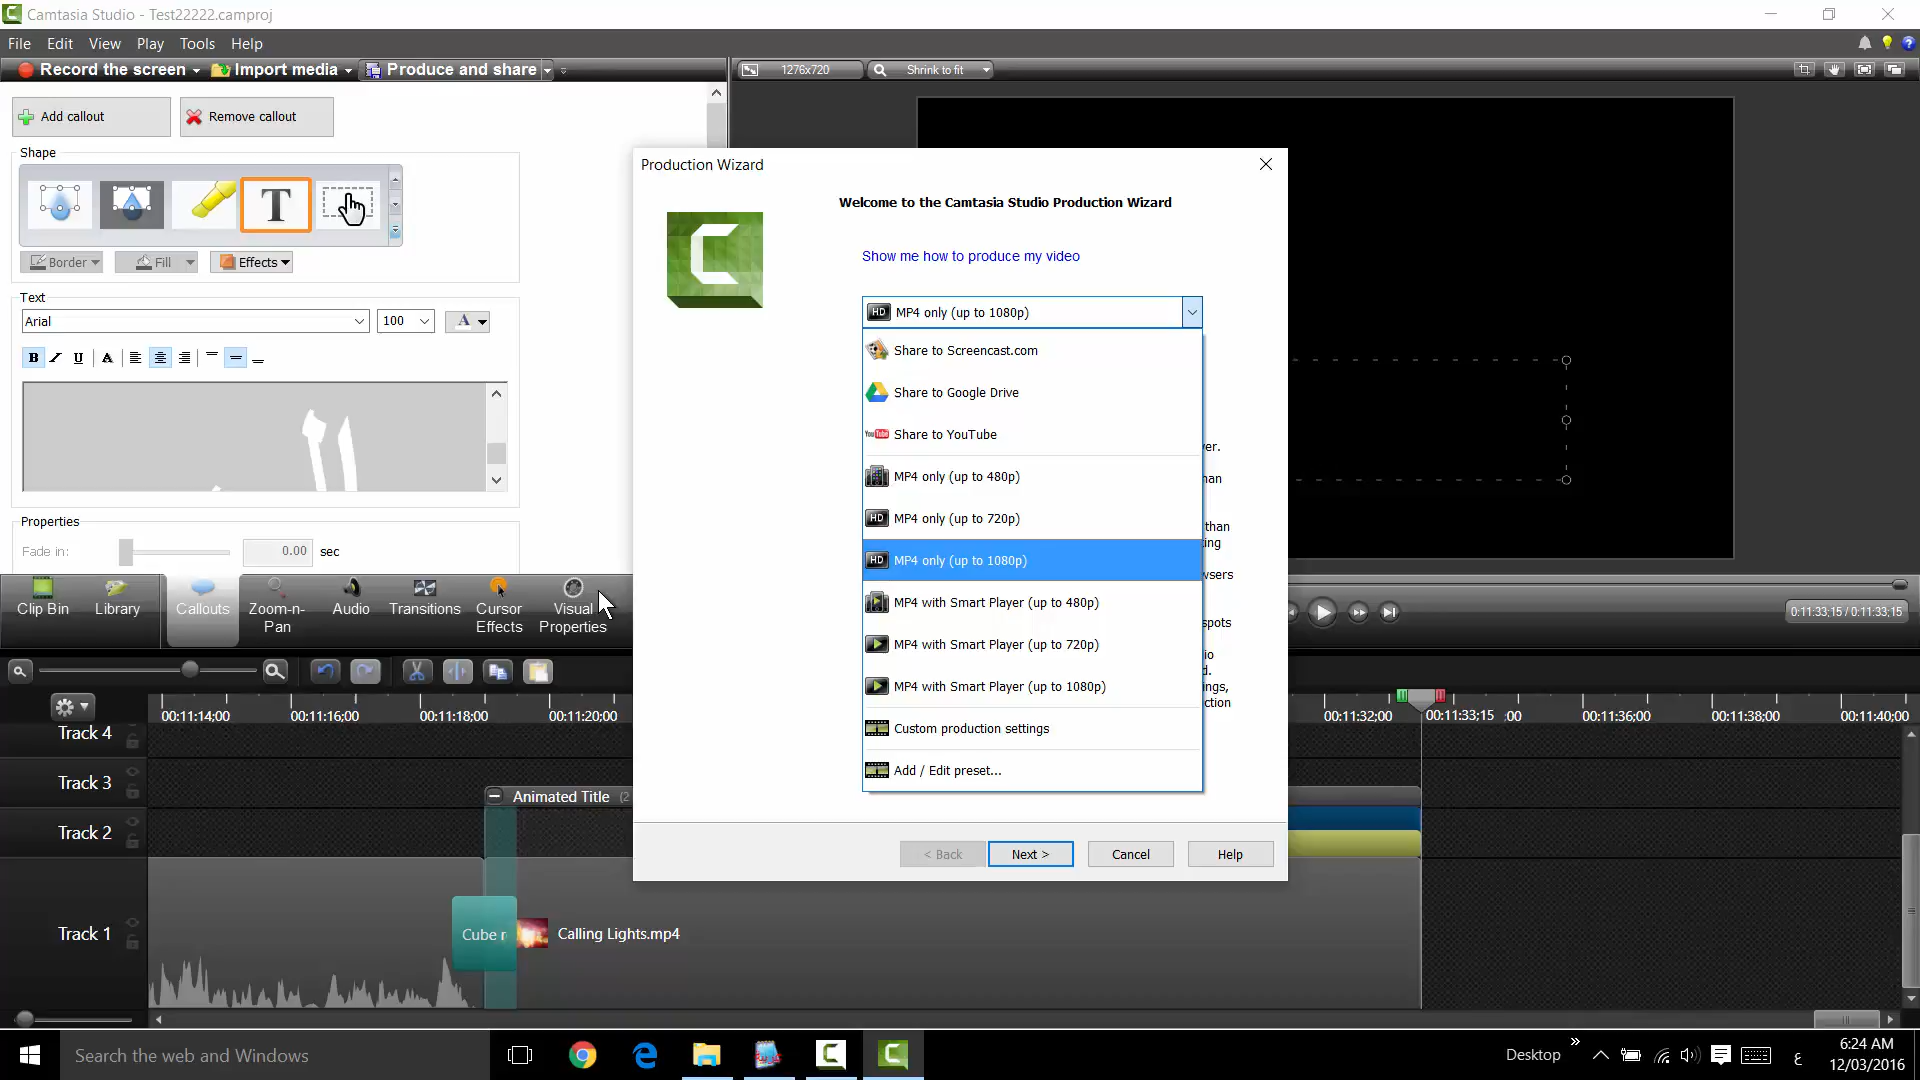 Camtasia Studio - Test22222.camproj
File Edit View Play Tools Help
Record the screen Import media Produce and share
1276x720 Shrink to fit
Add callout Remove callout
Shape
T
Border Fill Effects
Text
Arial 100 A
B I U A
Properties
Fade in: 0.00 sec
Clip Bin Library Callouts Zoom-n-Pan Audio Transitions Cursor Effects Visual Properties
Production Wizard
Welcome to the Camtasia Studio Production Wizard
Show me how to produce my video
HD MP4 only (up to 1080p)
Share to Screencast.com
Share to Google Drive
You Tube Share to YouTube
MP4 only (up to 480p)
HD MP4 only (up to 720p)
HD MP4 only (up to 1080p)
MP4 with Smart Player (up to 480p)
MP4 with Smart Player (up to 720p)
MP4 with Smart Player (up to 1080p)
Custom production settings
Add / Edit preset...
< Back Next > Cancel Help
0:11:33;15 / 0:11:33;15
00:11:14;00 00:11:16;00 00:11:18;00 00:11:20;00 00:11:32;00 00:11:33;15 ;00 00:11:36;00 00:11:38;00 00:11:40;00
Track 4
Track 3
Animated Title (2
Track 2
Track 1
Cube r
Calling Lights.mp4
Search the web and Windows
Desktop
ع
6:24 AM
12/03/2016